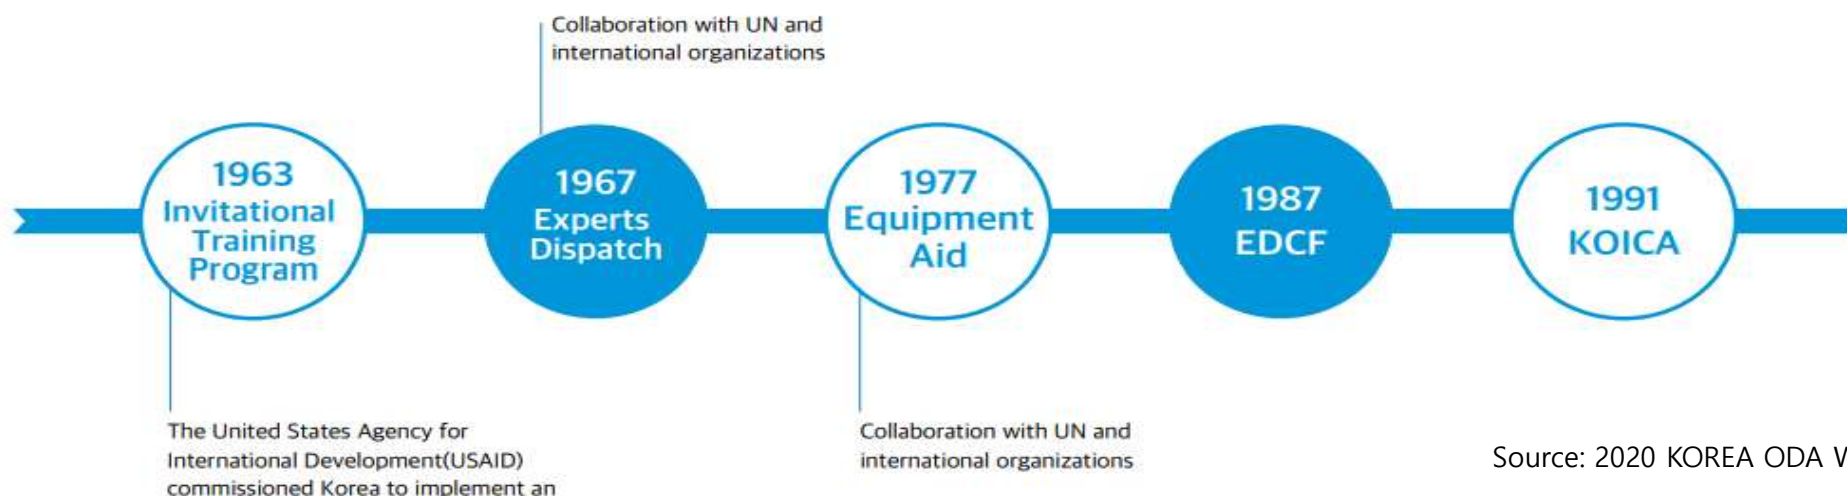 Collaboration with UN and
international organizations
1963
Invitational
Training
Program
1967
Experts
Dispatch
1977
Equipment
Aid
1987
EDCF
1991
KOICA
The United States Agency for
International Development(USAID)
commissioned Korea to implement an
Collaboration with UN and
international organizations
Source: 2020 KOREA ODA